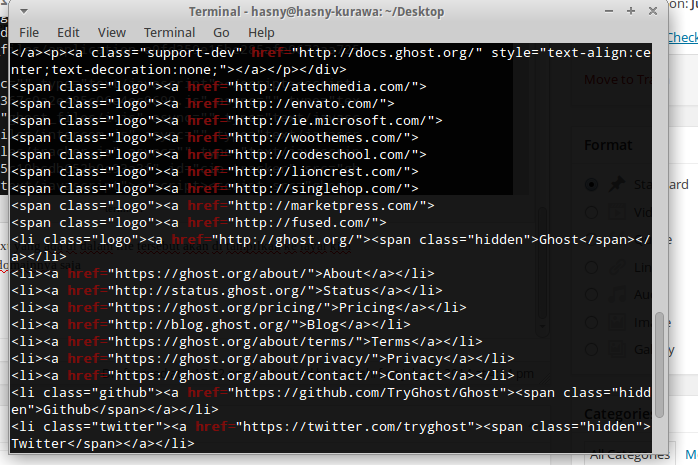 Terminal - hasny@hasny-kurawa: ~/Desktop
File Edit View Terminal Go Help
</a><p><a class="support-dev" href="http://docs.ghost.org/" style="text-align:ce
nter;text-decoration:none;"></a></p></div>
<span class="logo"><a href="http://atechmedia.com/">
<span class="logo"><a href="http://envato.com/">
<span class="logo"><a href="http://ie.microsoft.com/">
<span class="logo"><a href="http://woothemes.com/">
<span class="logo"><a href="http://codeschool.com/">
<span class="logo"><a href="http://lioncrest.com/">
<span class="logo"><a href="http://singlehop.com/">
<span class="logo"><a href="http://marketpress.com/">
<span class="logo"><a href="http://fused.com/">
<li class="logo"><a href="http://ghost.org/"><span class="hidden">Ghost</span></
a></li>
<li><a href="https://ghost.org/about/">About</a></li>
<li><a href="http://status.ghost.org/">Status</a></li>
<li><a href="https://ghost.org/pricing/">Pricing</a></li>
<li><a href="http://blog.ghost.org/">Blog</a></li>
<li><a href="https://ghost.org/about/terms/">Terms</a></li>
<li><a href="https://ghost.org/about/privacy/">Privacy</a></li>
<li><a href="https://ghost.org/about/contact/">Contact</a></li>
<li class="github"><a href="https://github.com/TryGhost/Ghost"><span class="hidd
en">Github</span></a></li>
<li class="twitter"><a href="https://twitter.com/tryghost"><span class="hidden">
Twitter</span></a></li>
Check
Move to Tra
Format
Standard
Link
Image
Gallery
Categories
All Categories M